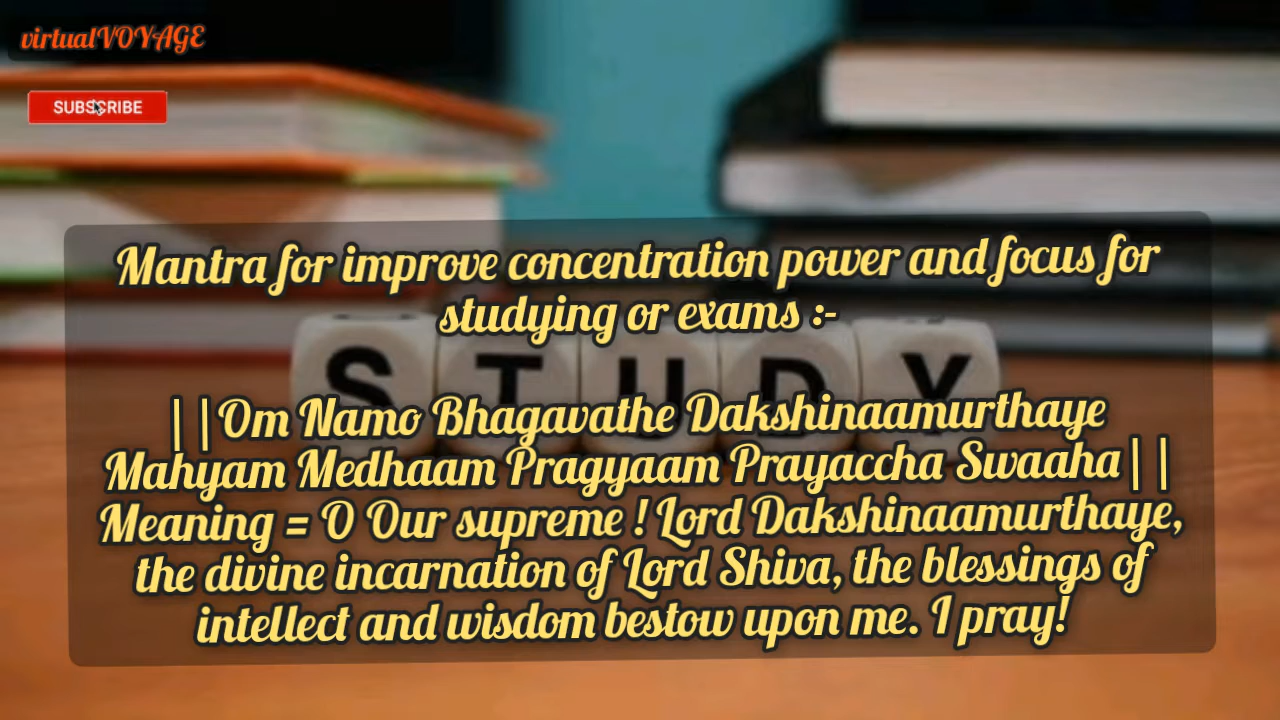 virtualVOYAGE
SUBSCRIBE
Mantra for improve concentration power and focus for
studying or exams :-
STUDY
||Om Namo Bhagavathe Dakshinaamurthaye
Mahyam Medhaam Pragyaam Prayaccha Swaaha||
Meaning = O Our supreme ! Lord Dakshinaamurthaye,
the divine incarnation of Lord Shiva, the blessings of
intellect and wisdom bestow upon me. I pray!